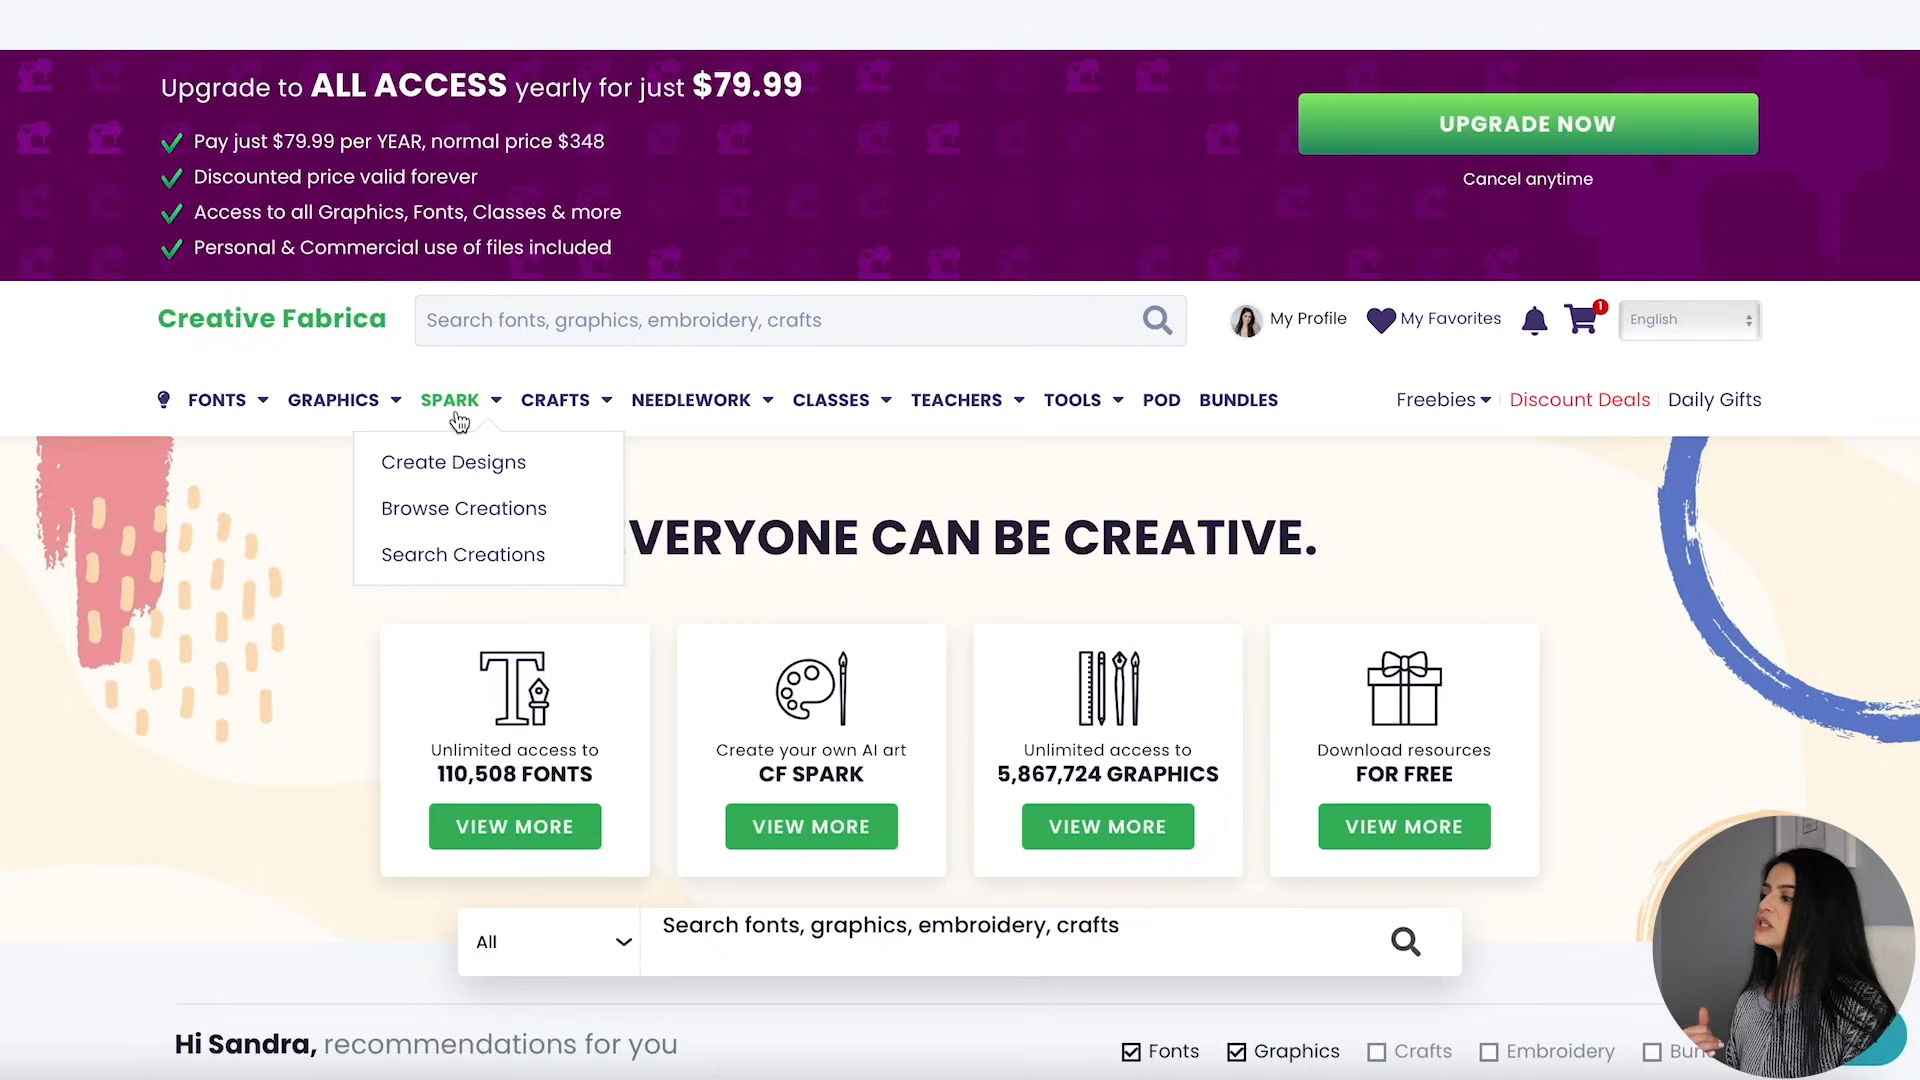 Upgrade to ALL ACCESS yearly for just $79.99
Pay just $79.99 per YEAR, normal price $348
Discounted price valid forever
Access to all Graphics, Fonts, Classes & more
Personal & Commercial use of files included
UPGRADE NOW
Cancel anytime
Creative Fabrica
Search fonts, graphics, embroidery, crafts
My Profile
My Favorites
1
English
FONTS GRAPHICS SPARK CRAFTS NEEDLEWORK CLASSES TEACHERS TOOLS POD BUNDLES
Freebies Discount Deals Daily Gifts
Create Designs
Browse Creations
Search Creations
VERYONE CAN BE CREATIVE.
Unlimited access to
110,508 FONTS
VIEW MORE
Create your own AI art
CF SPARK
VIEW MORE
Unlimited access to
5,867,724 GRAPHICS
VIEW MORE
Download resources
FOR FREE
VIEW MORE
All
Search fonts, graphics, embroidery, crafts
Hi Sandra, recommendations for you
Fonts Graphics Crafts Embroidery